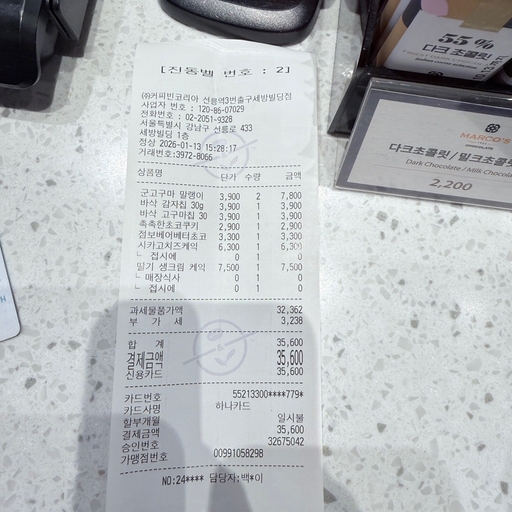 [진동벨 번호 : 2]
㈜커피빈코리아 선릉역3번출구세방빌딩점
사업자 번호 : 120-86-07029
전화번호 : 02-2051-9328
서울특별시 강남구 선릉로 433
세방빌딩 1층
정상 2026-01-13 15:28:17
거래번호:3972-8066
상품명 단가 수량 금액
군고구마 말랭이 3,900 2 7,800
바삭 감자칩 30g 3,900 1 3,900
바삭 고구마칩 30 3,900 1 3,900
촉촉한초코쿠키 2,900 1 2,900
점보베어베터초코 3,300 1 3,300
시카고치즈케익 6,300 1 6,300
└ 접시에 0 1 0
밀기 생크림 케익 7,500 1 7,500
└ 매장식사 0 1 0
└ 접시에 0 1 0
과세물품가액 32,362
부 가 세 3,238
합 계 35,600
결제금액 35,600
신용카드 35,600
카드번호 55213300****779*
카드사명 하나카드
할부개월 일시불
결제금액 35,600
승인번호 32675042
가맹점번호 00991058298
NO:24**** 담당자:백*이
55%
다크 초콜릿
MARCO'S
CHOCOLATE
다크초콜릿/밀크초콜릿
Dark Chocolate / Milk Chocola
2,200